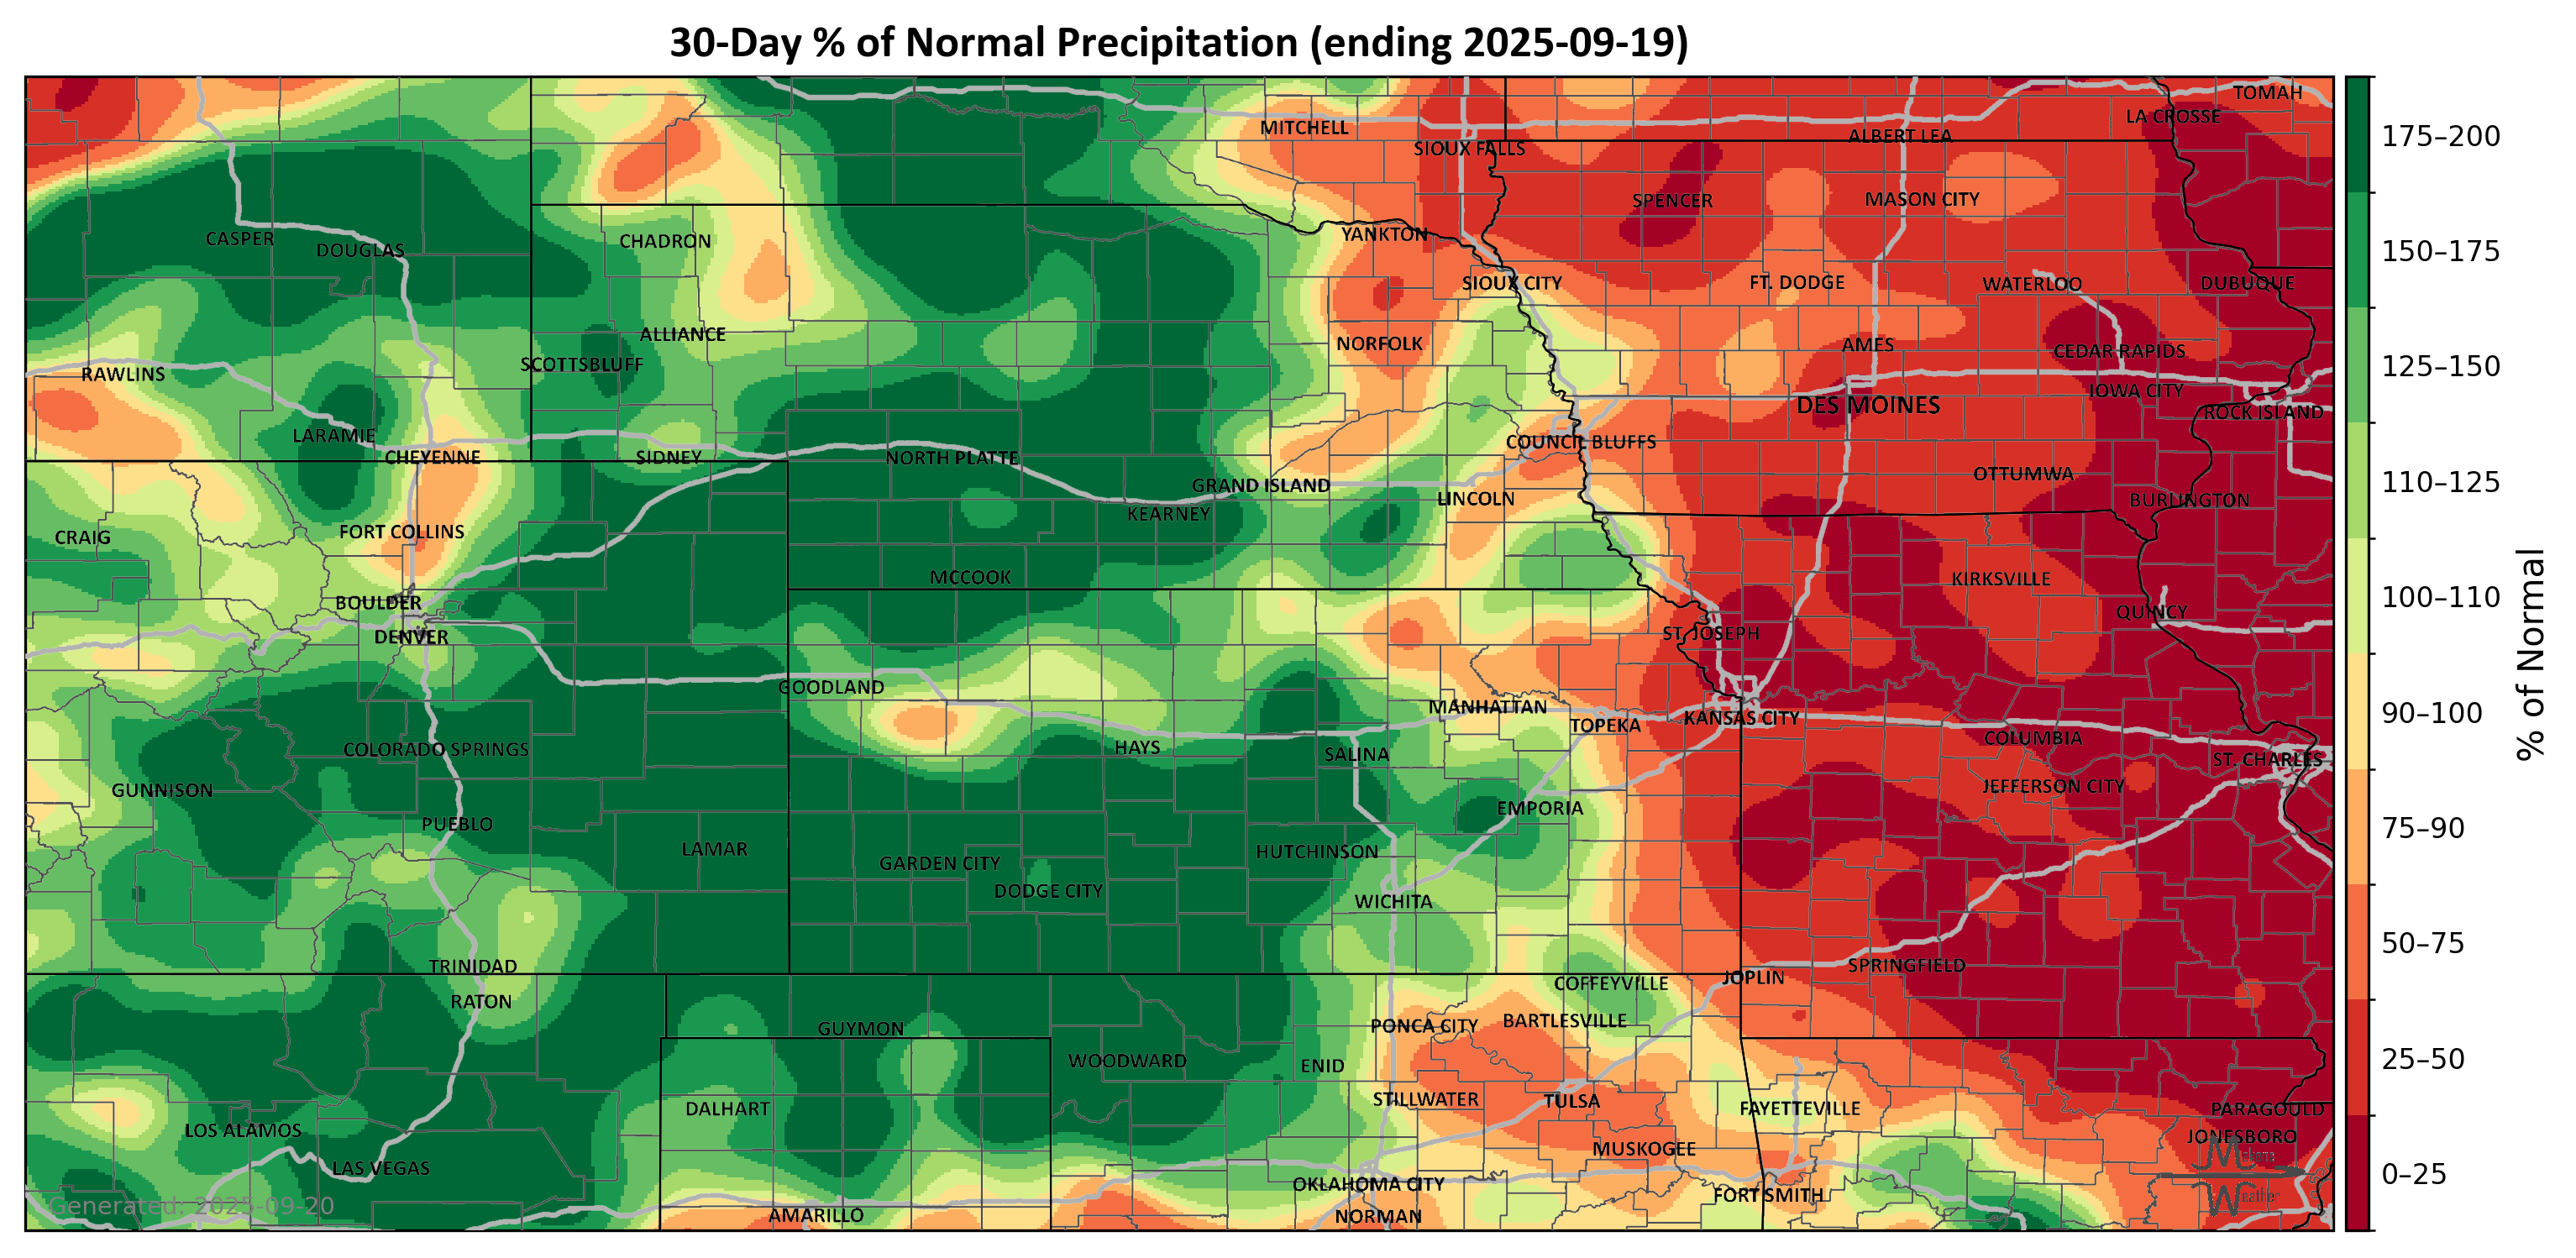 30-Day % of Normal Precipitation (ending 2025-09-19)
TOMAH
LA CROSSE
MITCHELL
ALBERT LEA
SIOUX FALLS
SPENCER
MASON CITY
CASPER
DOUGLAS
CHADRON
YANKTON
SIOUX CITY
FT. DODGE
WATERLOO
DUBUQUE
ALLIANCE
NORFOLK
AMES
CEDAR RAPIDS
SCOTTSBLUFF
RAWLINS
IOWA CITY
DES MOINES
ROCK ISLAND
LARAMIE
COUNCIL BLUFFS
CHEYENNE
SIDNEY
NORTH PLATTE
OTTUMWA
GRAND ISLAND
LINCOLN
BURLINGTON
KEARNEY
FORT COLLINS
CRAIG
MCCOOK
KIRKSVILLE
BOULDER
QUINCY
DENVER
ST. JOSEPH
GOODLAND
MANHATTAN
TOPEKA
KANSAS CITY
COLUMBIA
COLORADO SPRINGS
HAYS
SALINA
ST. CHARLES
GUNNISON
JEFFERSON CITY
EMPORIA
PUEBLO
LAMAR
HUTCHINSON
GARDEN CITY
DODGE CITY
WICHITA
TRINIDAD
SPRINGFIELD
JOPLIN
COFFEYVILLE
RATON
GUYMON
PONCA CITY
BARTLESVILLE
WOODWARD
ENID
STILLWATER
TULSA
DALHART
FAYETTEVILLE
PARAGOULD
LOS ALAMOS
JONESBORO
MUSKOGEE
LAS VEGAS
OKLAHOMA CITY
FORT SMITH
AMARILLO
NORMAN
Generated: 2025-09-20
Makens
Weather
175–200
150–175
125–150
110–125
100–110
90–100
75–90
50–75
25–50
0–25
% of Normal